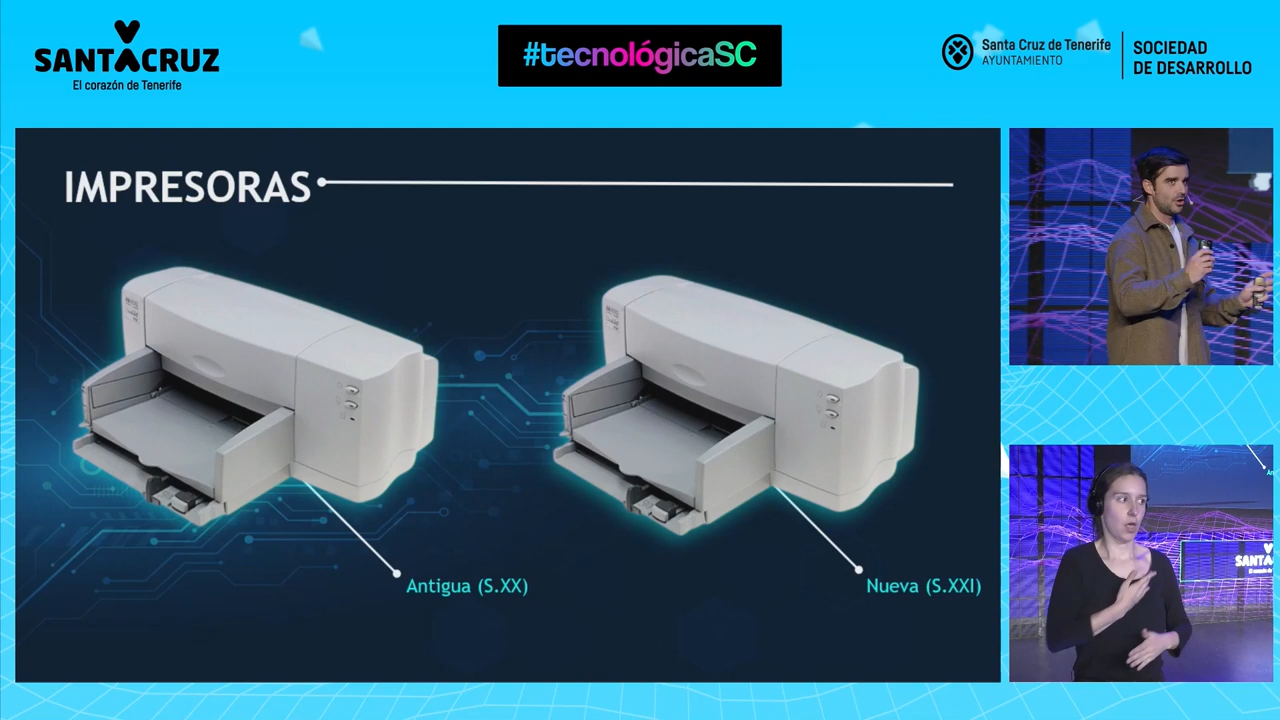 SANTACRUZ
El corazón de Tenerife
#tecnológicaSC
Santa Cruz de Tenerife
AYUNTAMIENTO
SOCIEDAD
DE DESARROLLO
IMPRESORAS
Antigua (S.XX)
Nueva (S.XXI)